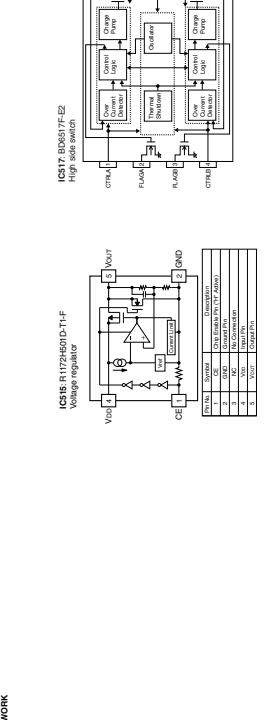 IC517: BD6517F-E2
High side switch
Charge
Pump
Control
Logic
Over
Current
Detector
Oscillator
Thermal
Shutdown
Charge
Pump
Control
Logic
Over
Current
Detector
CTRLA 1
FLAGA 2
FLAGB 3
CTRLB 4
IC515: R1172H501D-T1-F
Voltage regulator
VDD 4
5 VOUT
Vref
Current Limit
CE 1
2 GND
Pin No. Symbol Description
1 CE Chip Enable Pin ("H" Active)
2 GND Ground Pin
3 NC No Connection
4 VDD Input Pin
5 VOUT Output Pin
WORK